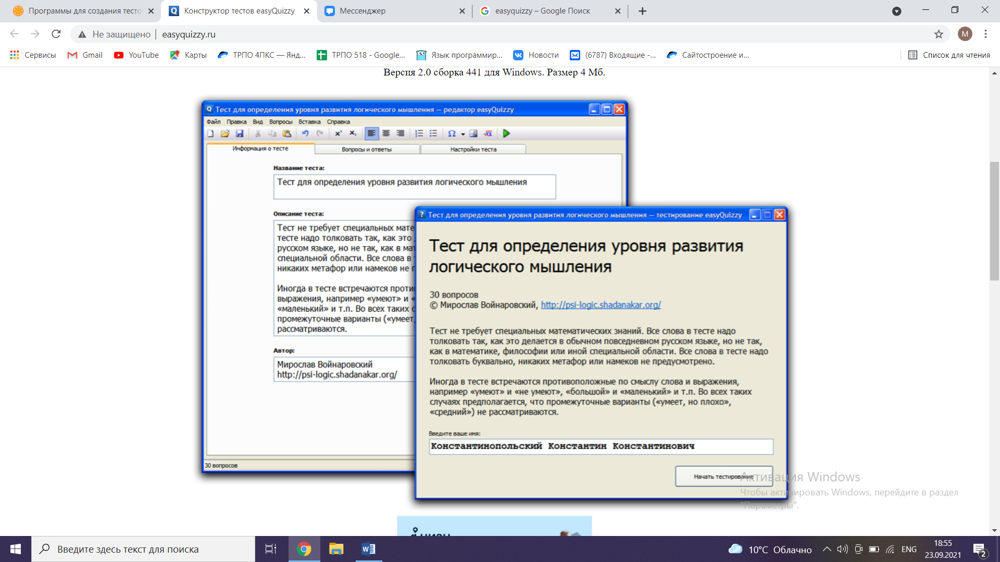 Программы для создания тесто
Конструктор тестов easyQuizzy
Мессенджер
easyquizzy – Google Поиск
Не защищено
easyquizzy.ru
М
Сервисы
Gmail
YouTube
Карты
ТРПО 4ПКС — Янд...
ТРПО 518 - Google...
Язык программир...
Новости
(6787) Входящие -...
Сайтостроение и...
Список для чтения
Версия 2.0 сборка 441 для Windows. Размер 4 Мб.
Тест для определения уровня развития логического мышления — редактор easyQuizzy
Файл Правка Вид Вопросы Вставка Справка
Информация о тесте
Вопросы и ответы
Настройки теста
Название теста:
Тест для определения уровня развития логического мышления
Описание теста:
Тест не требует специальных мате
тесте надо толковать так, как это
русском языке, но не так, как в мат
специальной области. Все слова в т
никаких метафор или намеков не п
Иногда в тесте встречаются проти
выражения, например «умеют» и «
«маленький» и т.п. Во всех таких с
промежуточные варианты («умеет,
рассматриваются.
Автор:
Мирослав Войнаровский
http://psi-logic.shadanakar.org/
30 вопросов
Тест для определения уровня развития логического мышления — тестирование easyQuizzy
Тест для определения уровня развития
логического мышления
30 вопросов
© Мирослав Войнаровский, http://psi-logic.shadanakar.org/
Тест не требует специальных математических знаний. Все слова в тесте надо
толковать так, как это делается в обычном повседневном русском языке, но не так,
как в математике, философии или иной специальной области. Все слова в тесте надо
толковать буквально, никаких метафор или намеков не предусмотрено.
Иногда в тесте встречаются противоположные по смыслу слова и выражения,
например «умеют» и «не умеют», «большой» и «маленький» и т.п. Во всех таких
случаях предполагается, что промежуточные варианты («умеет, но плохо»,
«средний») не рассматриваются.
Введите ваше имя:
Константинопольский Константин Константинович
Начать тестирование
Активация Windows
Чтобы активировать Windows, перейдите в раздел
"Параметры".
Введите здесь текст для поиска
10°C Облачно
ENG
18:55
23.09.2021
2